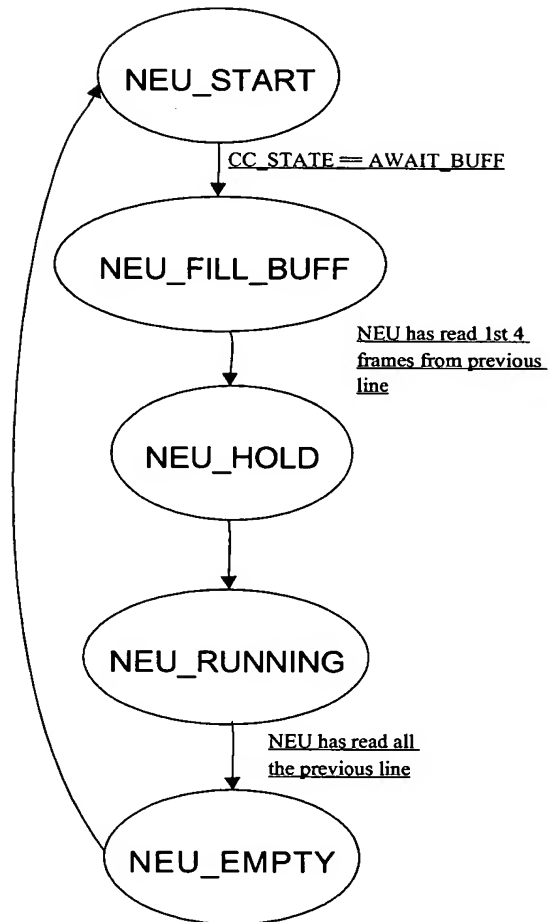 NEU_START
CC_STATE == AWAIT_BUFF
NEU_FILL_BUFF
NEU has read 1st 4
frames from previous
line
NEU_HOLD
NEU_RUNNING
NEU has read all
the previous line
NEU_EMPTY